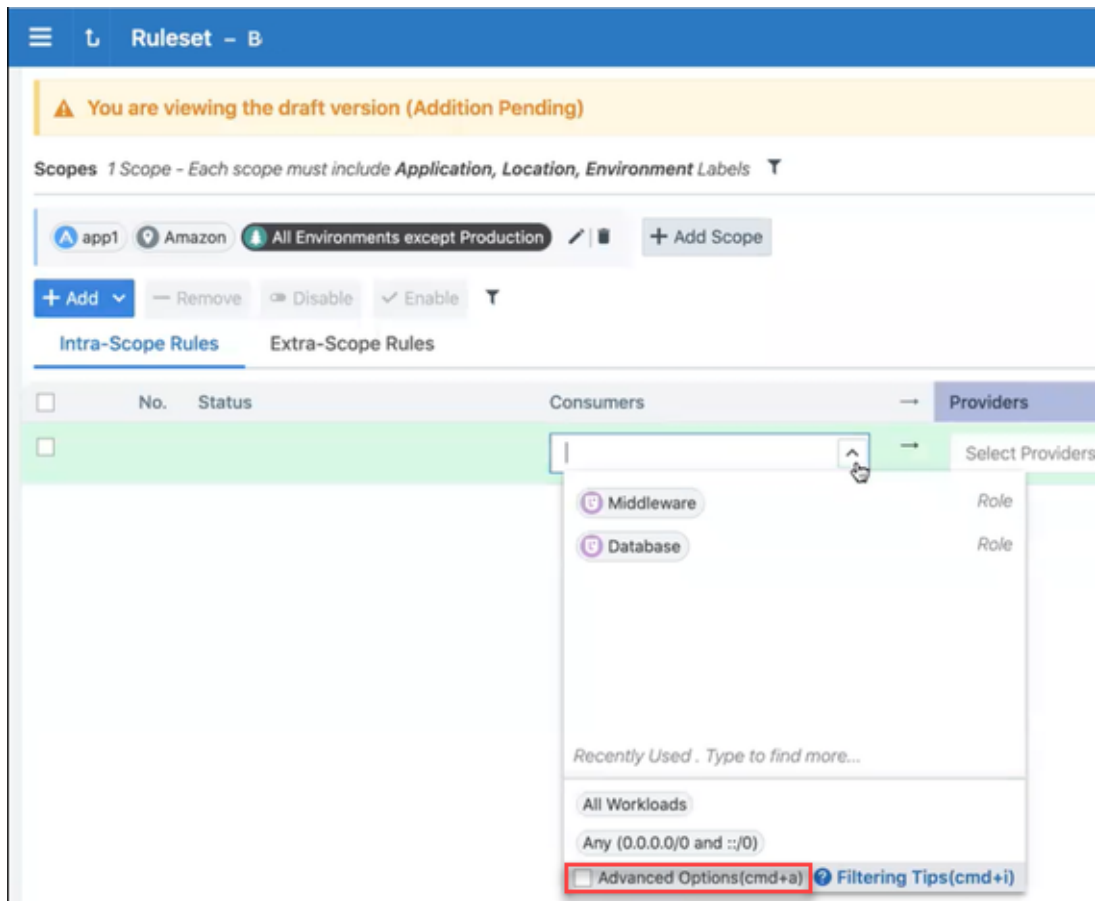 Ruleset – B
You are viewing the draft version (Addition Pending)
Scopes 1 Scope - Each scope must include Application, Location, Environment Labels
app1 Amazon All Environments except Production + Add Scope
+ Add — Remove Disable ✓ Enable
Intra-Scope Rules Extra-Scope Rules
No. Status Consumers → Providers
→ Select Providers
Middleware Role
Database Role
Recently Used . Type to find more...
All Workloads
Any (0.0.0.0/0 and ::/0)
Advanced Options(cmd+a) ? Filtering Tips(cmd+i)